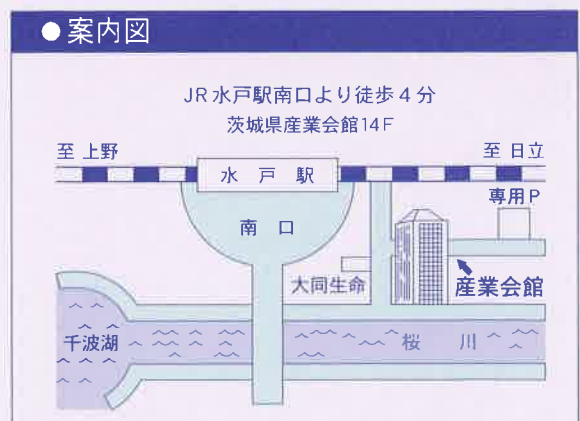 ● 案内図
JR水戸駅南口より徒歩4分
茨城県産業会館14F
至 上野
至 日立
水戸駅
専用P
南口
大同生命
産業会館
千波湖
桜川